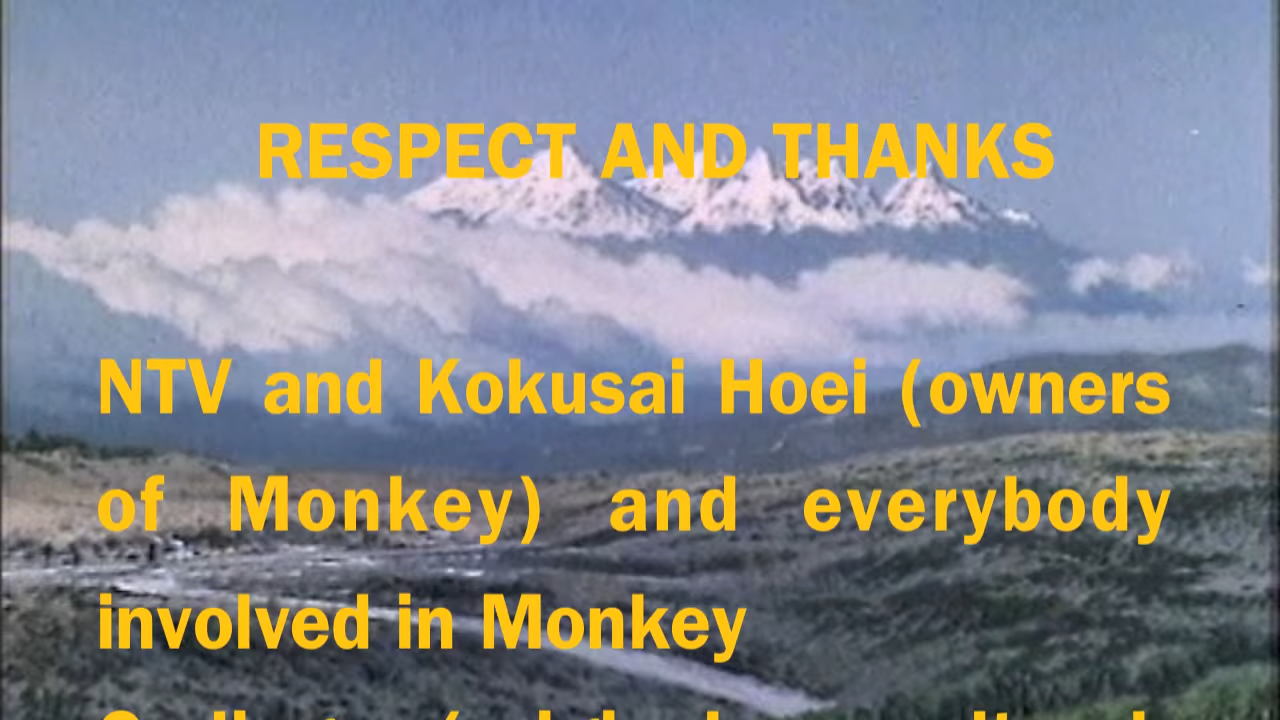 RESPECT AND THANKS
NTV and Kokusai Hoei (owners
of Monkey) and everybody
involved in Monkey